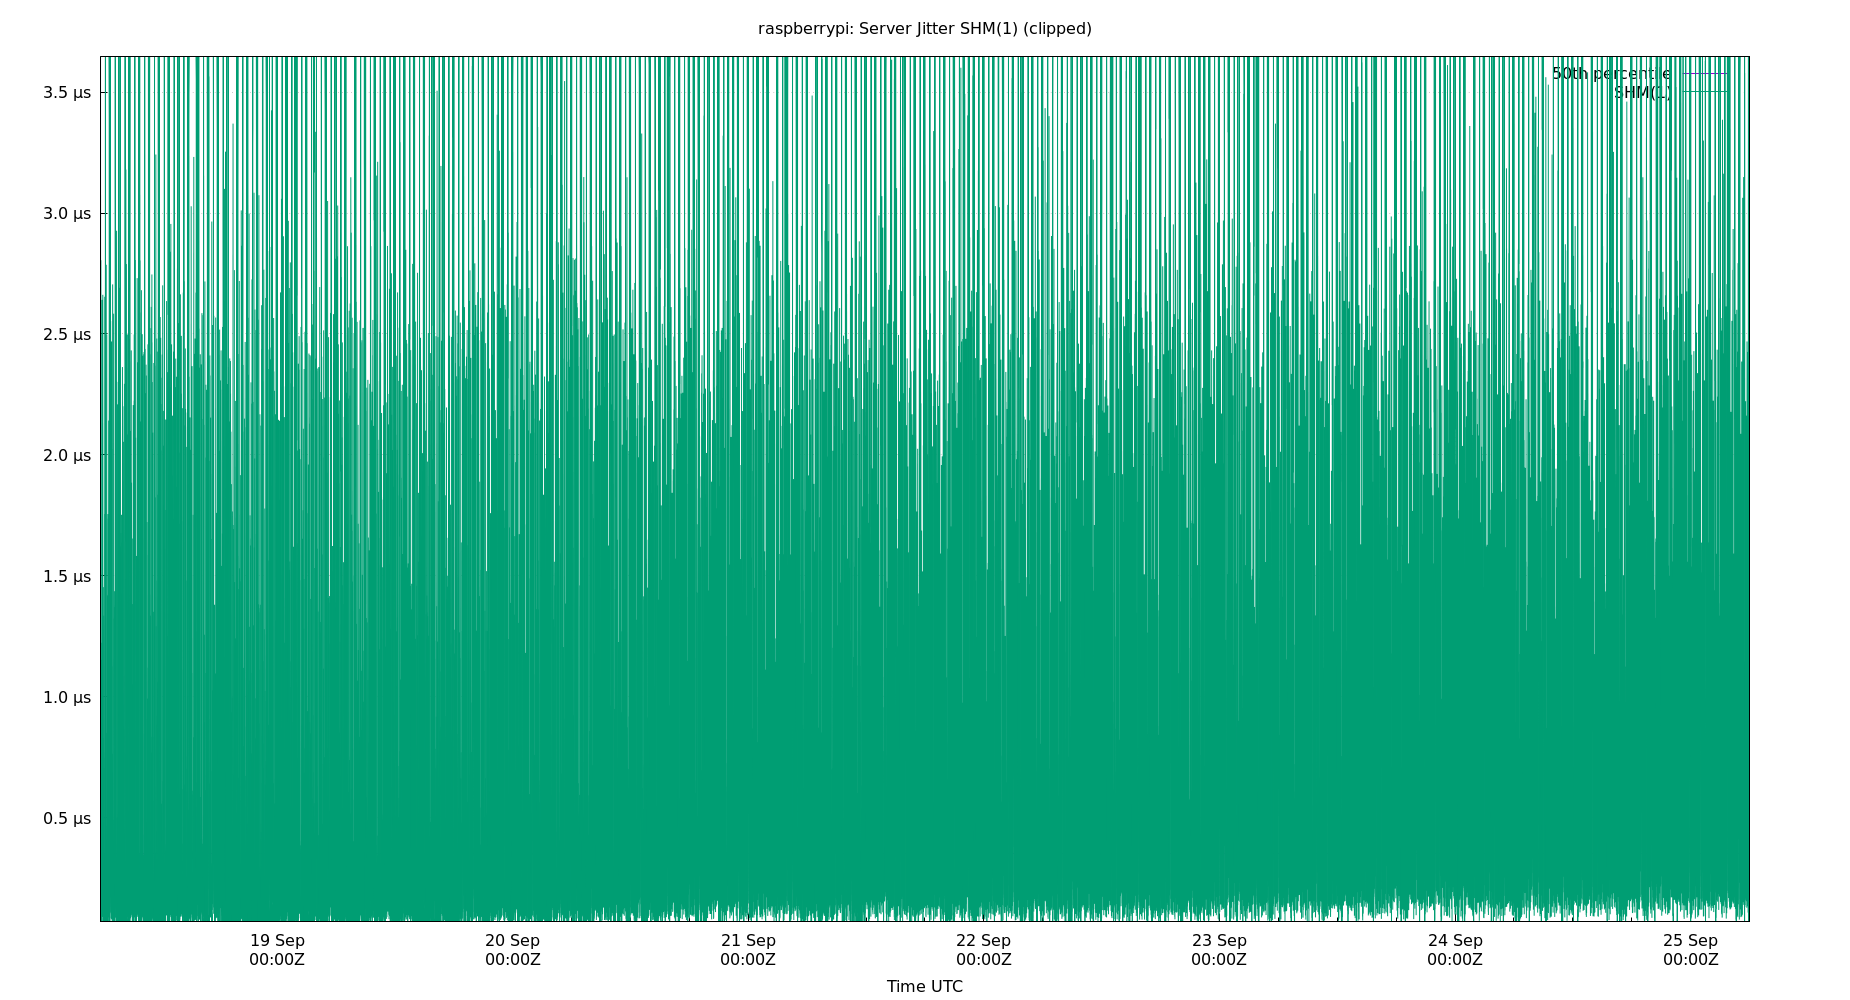 raspberrypi: Server Jitter SHM(1) (clipped)
50th percentile
SHM(1)
3.5 µs
3.0 µs
2.5 µs
2.0 µs
1.5 µs
1.0 µs
0.5 µs
19 Sep 20 Sep 21 Sep 22 Sep 23 Sep 24 Sep 25 Sep
00:00Z 00:00Z 00:00Z 00:00Z 00:00Z 00:00Z 00:00Z
Time UTC